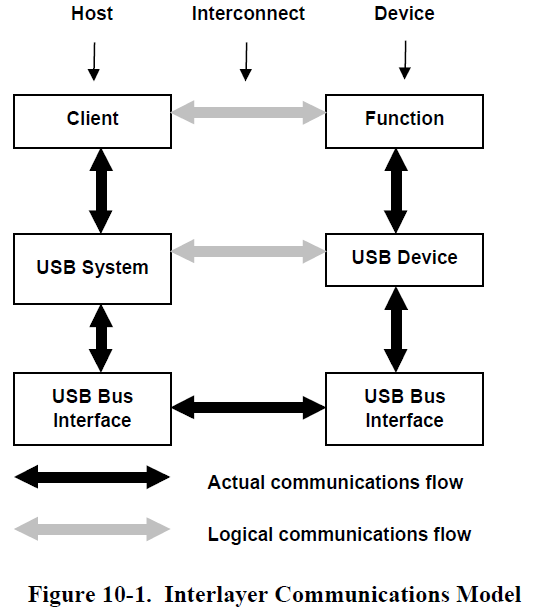 Host Interconnect Device
Client Function
USB System USB Device
USB Bus
Interface
USB Bus
Interface
Actual communications flow
Logical communications flow
Figure 10-1. Interlayer Communications Model